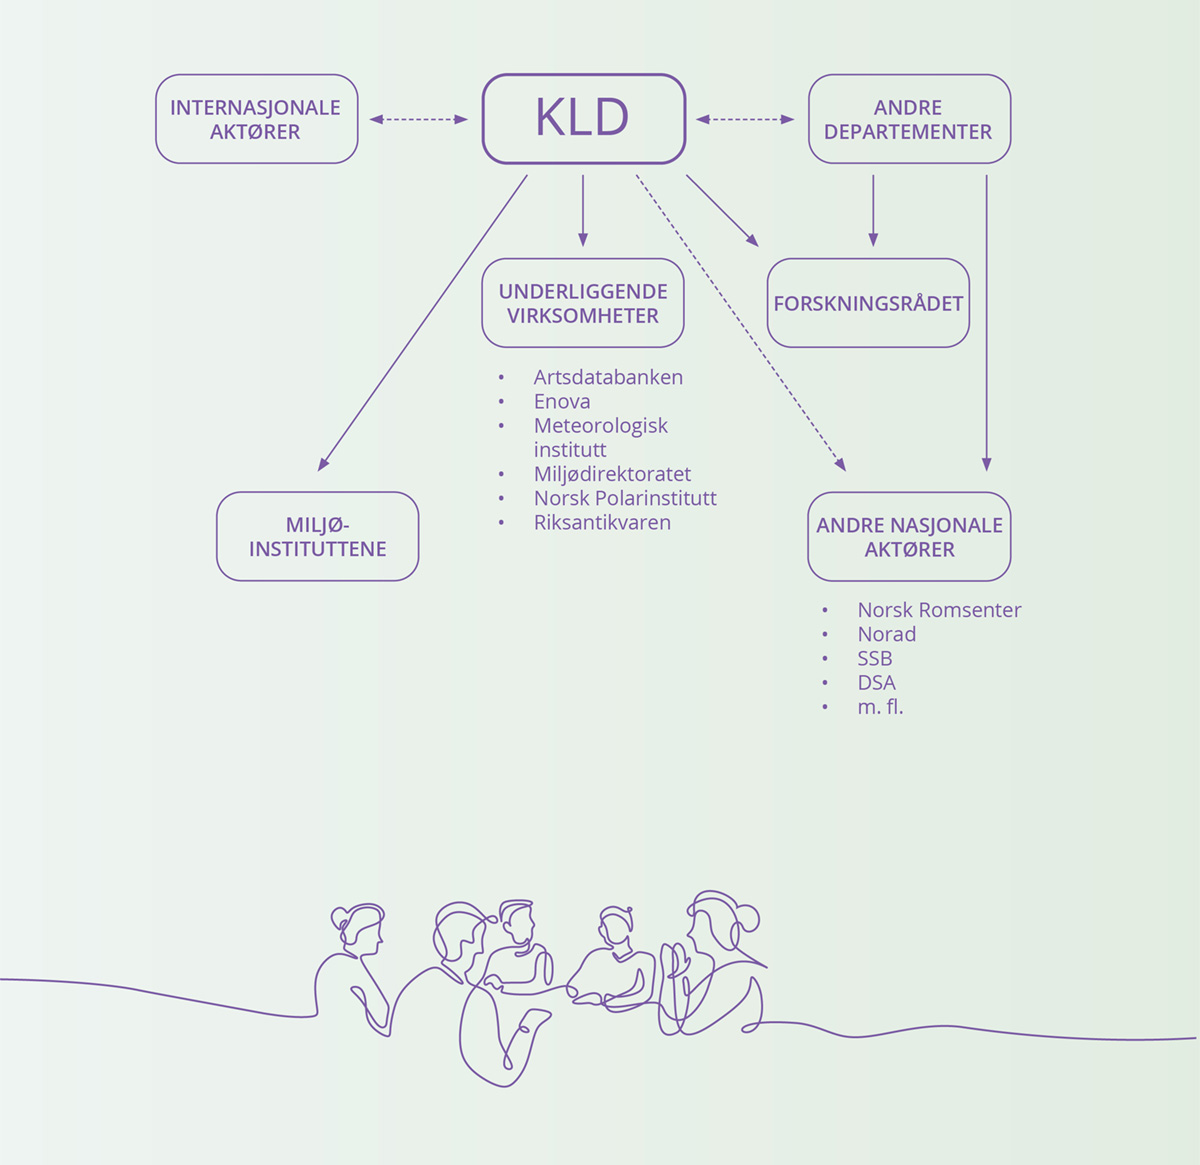 INTERNASJONALE
AKTØRER
KLD
ANDRE
DEPARTEMENTER
UNDERLIGGENDE
VIRKSOMHETER
FORSKNINGSRÅDET
• Artsdatabanken
• Enova
• Meteorologisk
institutt
• Miljødirektoratet
• Norsk Polarinstitutt
• Riksantikvaren
MILJØ-
INSTITUTTENE
ANDRE NASJONALE
AKTØRER
• Norsk Romsenter
• Norad
• SSB
• DSA
• m. fl.